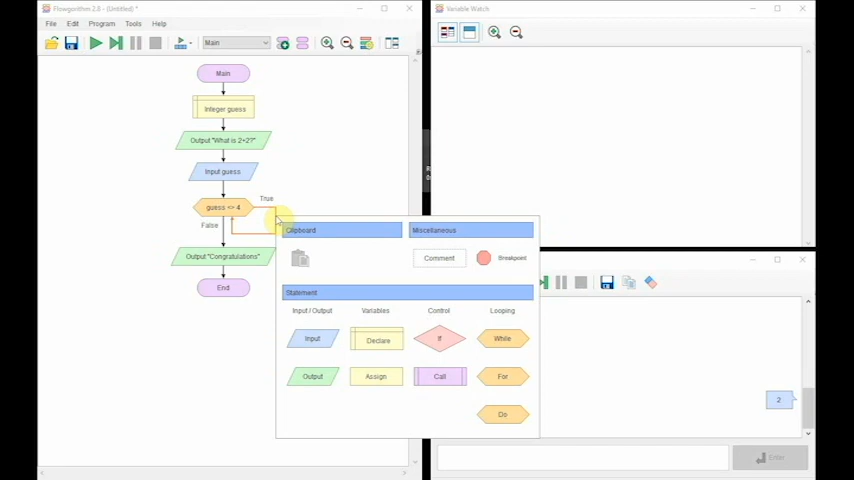 Flowgorithm 2.8 - (Untitled) *
File Edit Program Tools Help
Main
Main
Integer guess
Output "What is 2+2?"
Input guess
True
guess <> 4
False
Output "Congratulations"
End
Clipboard
Miscellaneous
Comment
Breakpoint
Statement
Input / Output
Variables
Control
Looping
Input
Declare
If
While
Output
Assign
Call
For
Do
Variable Watch
2
Enter